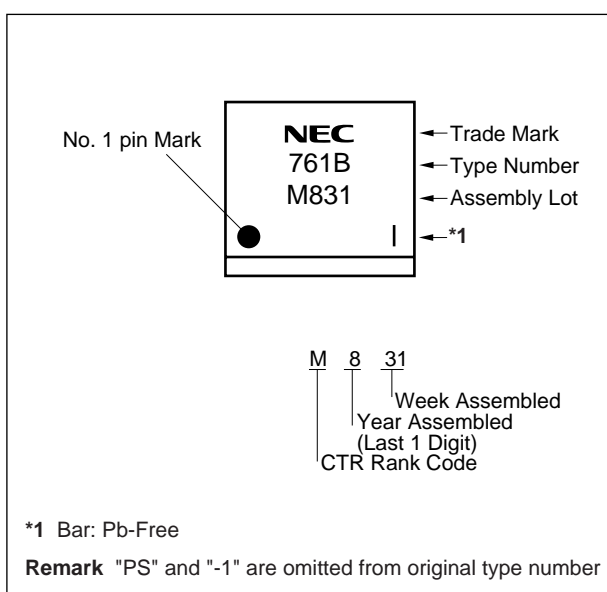 No. 1 pin Mark
NEC
761B
M831
Trade Mark
Type Number
Assembly Lot
*1
M 8 31
Week Assembled
Year Assembled
(Last 1 Digit)
CTR Rank Code
*1 Bar: Pb-Free
Remark "PS" and "-1" are omitted from original type number